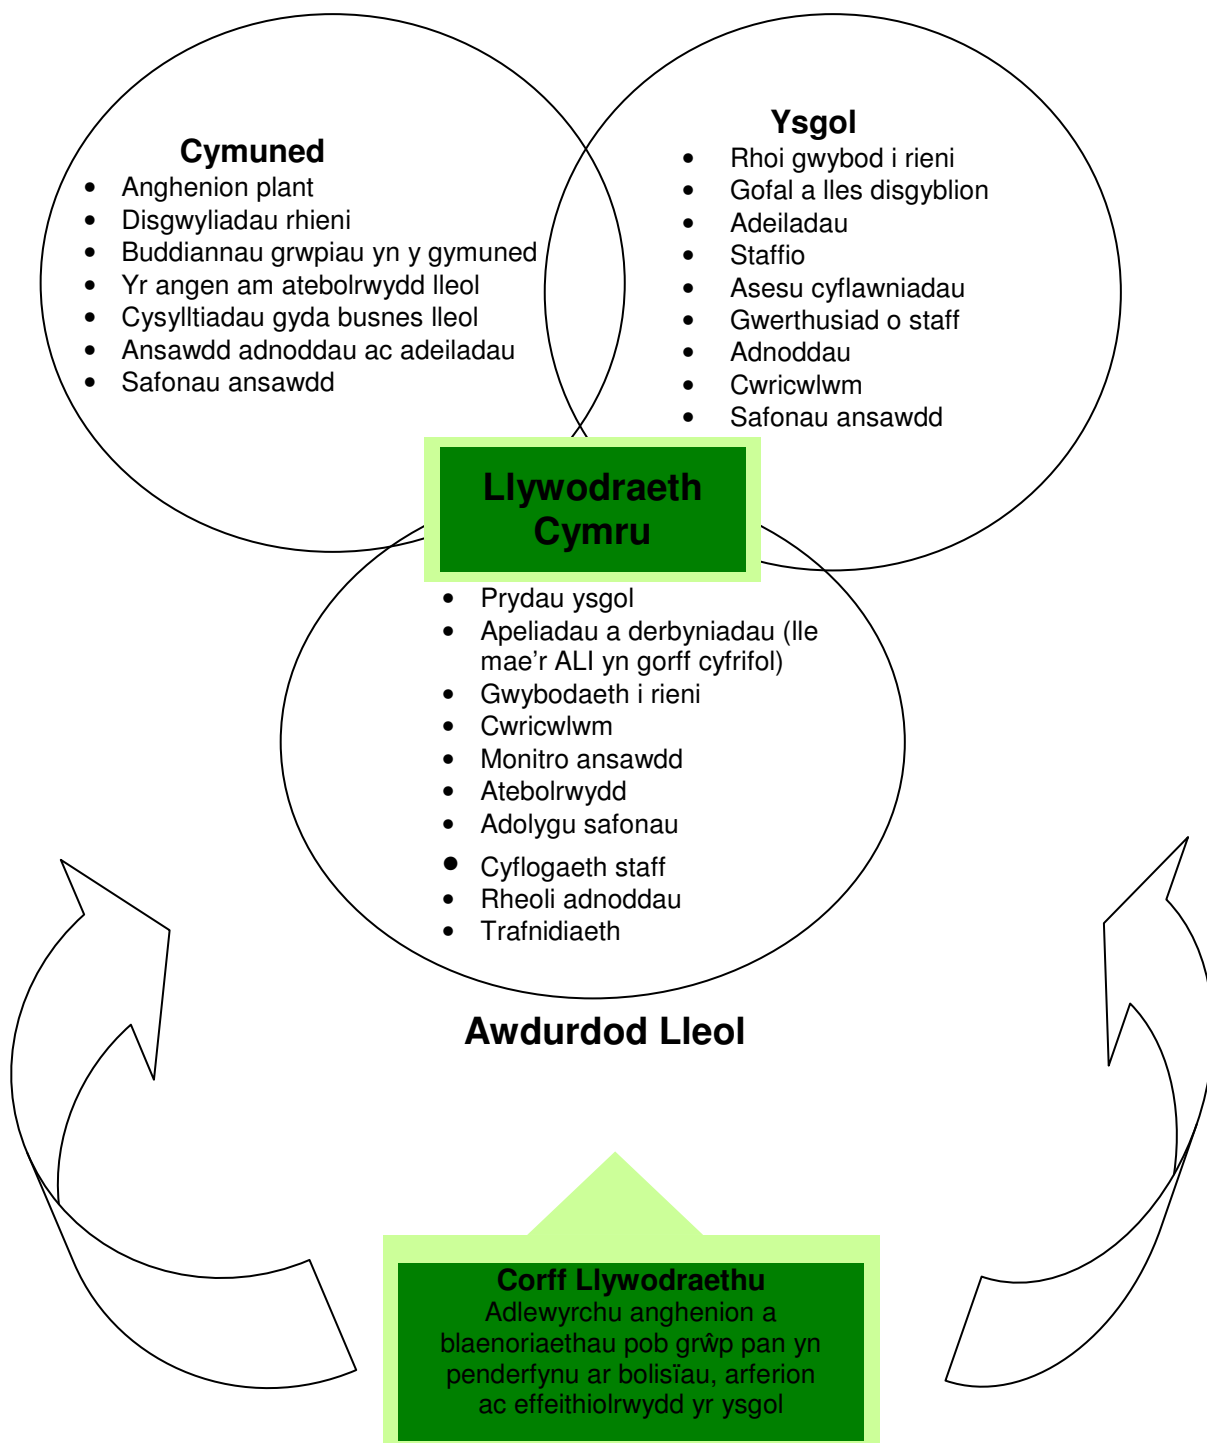 Cymuned
• Anghenion plant
• Disgwyliadau rhieni
• Buddiannau grwpiau yn y gymuned
• Yr angen am atebolrwydd lleol
• Cysylltiadau gyda busnes lleol
• Ansawdd adnoddau ac adeiladau
• Safonau ansawdd
Ysgol
• Rhoi gwybod i rieni
• Gofal a lles disgyblion
• Adeiladau
• Staffio
• Asesu cyflawniadau
• Gwerthusiad o staff
• Adnoddau
• Cwricwlwm
• Safonau ansawdd
Llywodraeth
Cymru
• Prydau ysgol
• Apeliadau a derbyniadau (lle
mae'r ALl yn gorff cyfrifol)
• Gwybodaeth i rieni
• Cwricwlwm
• Monitro ansawdd
• Atebolrwydd
• Adolygu safonau
• Cyflogaeth staff
• Rheoli adnoddau
• Trafnidiaeth
Awdurdod Lleol
Corff Llywodraethu
Adlewyrchu anghenion a
blaenoriaethau pob grŵp pan yn
penderfynu ar bolisïau, arferion
ac effeithiolrwydd yr ysgol